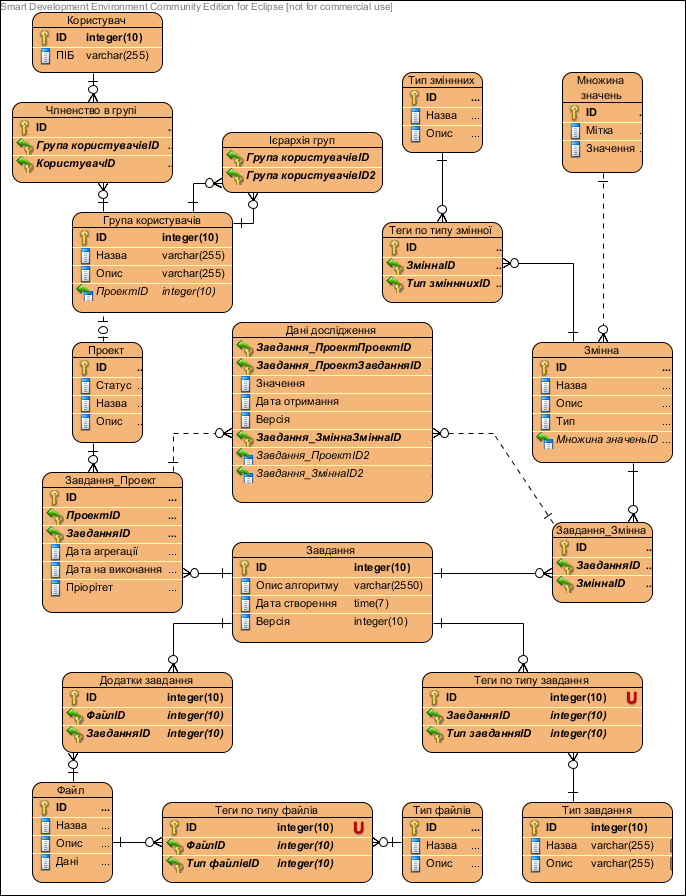 Smart Development Environment Community Edition for Eclipse [not for commercial use]
Користувач
ID integer(10)
ПІБ varchar(255)
Члненство в групі
ID ..
Група користувачівID ..
КористувачID ..
Ієрархія груп
Група користувачівID
Група користувачівID2
Тип зміннних
ID ...
Назва ...
Опис ...
Множина
значень
ID ..
Мітка ..
Значення ..
Група користувачів
ID integer(10)
Назва varchar(255)
Опис varchar(255)
ПроектID integer(10)
Теги по типу змінної
ID ..
ЗміннаID ..
Тип змінннихID ..
Проект
ID ..
Статус ..
Назва ..
Опис ..
Дані дослідження
Завдання_ПроектПроектID
Завдання_ПроектЗавданняID
Значення
Дата отримання
Версія
Завдання_ЗміннаЗміннаID
Завдання_ПроектID2
Завдання_ЗміннаID2
Змінна
ID ...
Назва ...
Опис ...
Тип ...
Множина значеньID ...
Завдання_Проект
ID ...
ПроектID ...
ЗавданняID ...
Дата агрегації ...
Дата на виконання ...
Пріорітет ...
Завдання
ID integer(10)
Опис алгоритму varchar(2550)
Дата створення time(7)
Версія integer(10)
Завдання_Змінна
ID ..
ЗавданняID ..
ЗміннаID ..
Додатки завдання
ID integer(10)
ФайлID integer(10)
ЗавданняID integer(10)
Теги по типу завдання
ID integer(10) U
ЗавданняID integer(10)
Тип завданняID integer(10)
Файл
ID ...
Назва ...
Опис ...
Дані ...
Теги по типу файлів
ID integer(10) U
ФайлID integer(10)
Тип файлівID integer(10)
Тип файлів
ID ...
Назва ...
Опис ...
Тип завдання
ID integer(10)
Назва varchar(255)
Опис varchar(255)